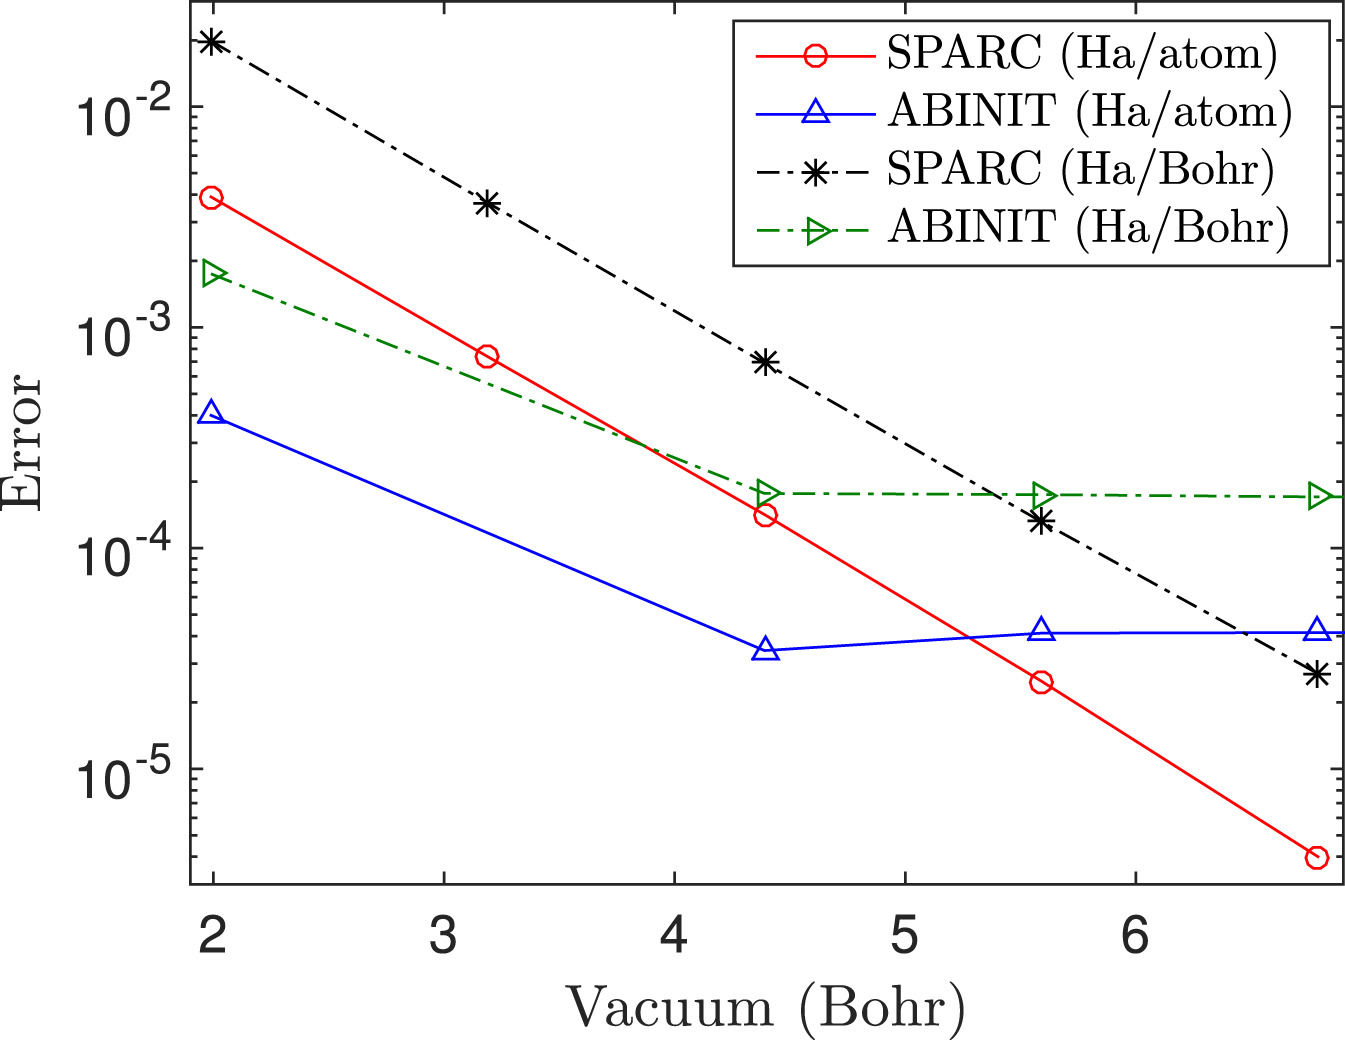 SPARC (Ha/atom)
ABINIT (Ha/atom)
SPARC (Ha/Bohr)
ABINIT (Ha/Bohr)
10-2
10-3
10-4
10-5
Error
2 3 4 5 6
Vacuum (Bohr)